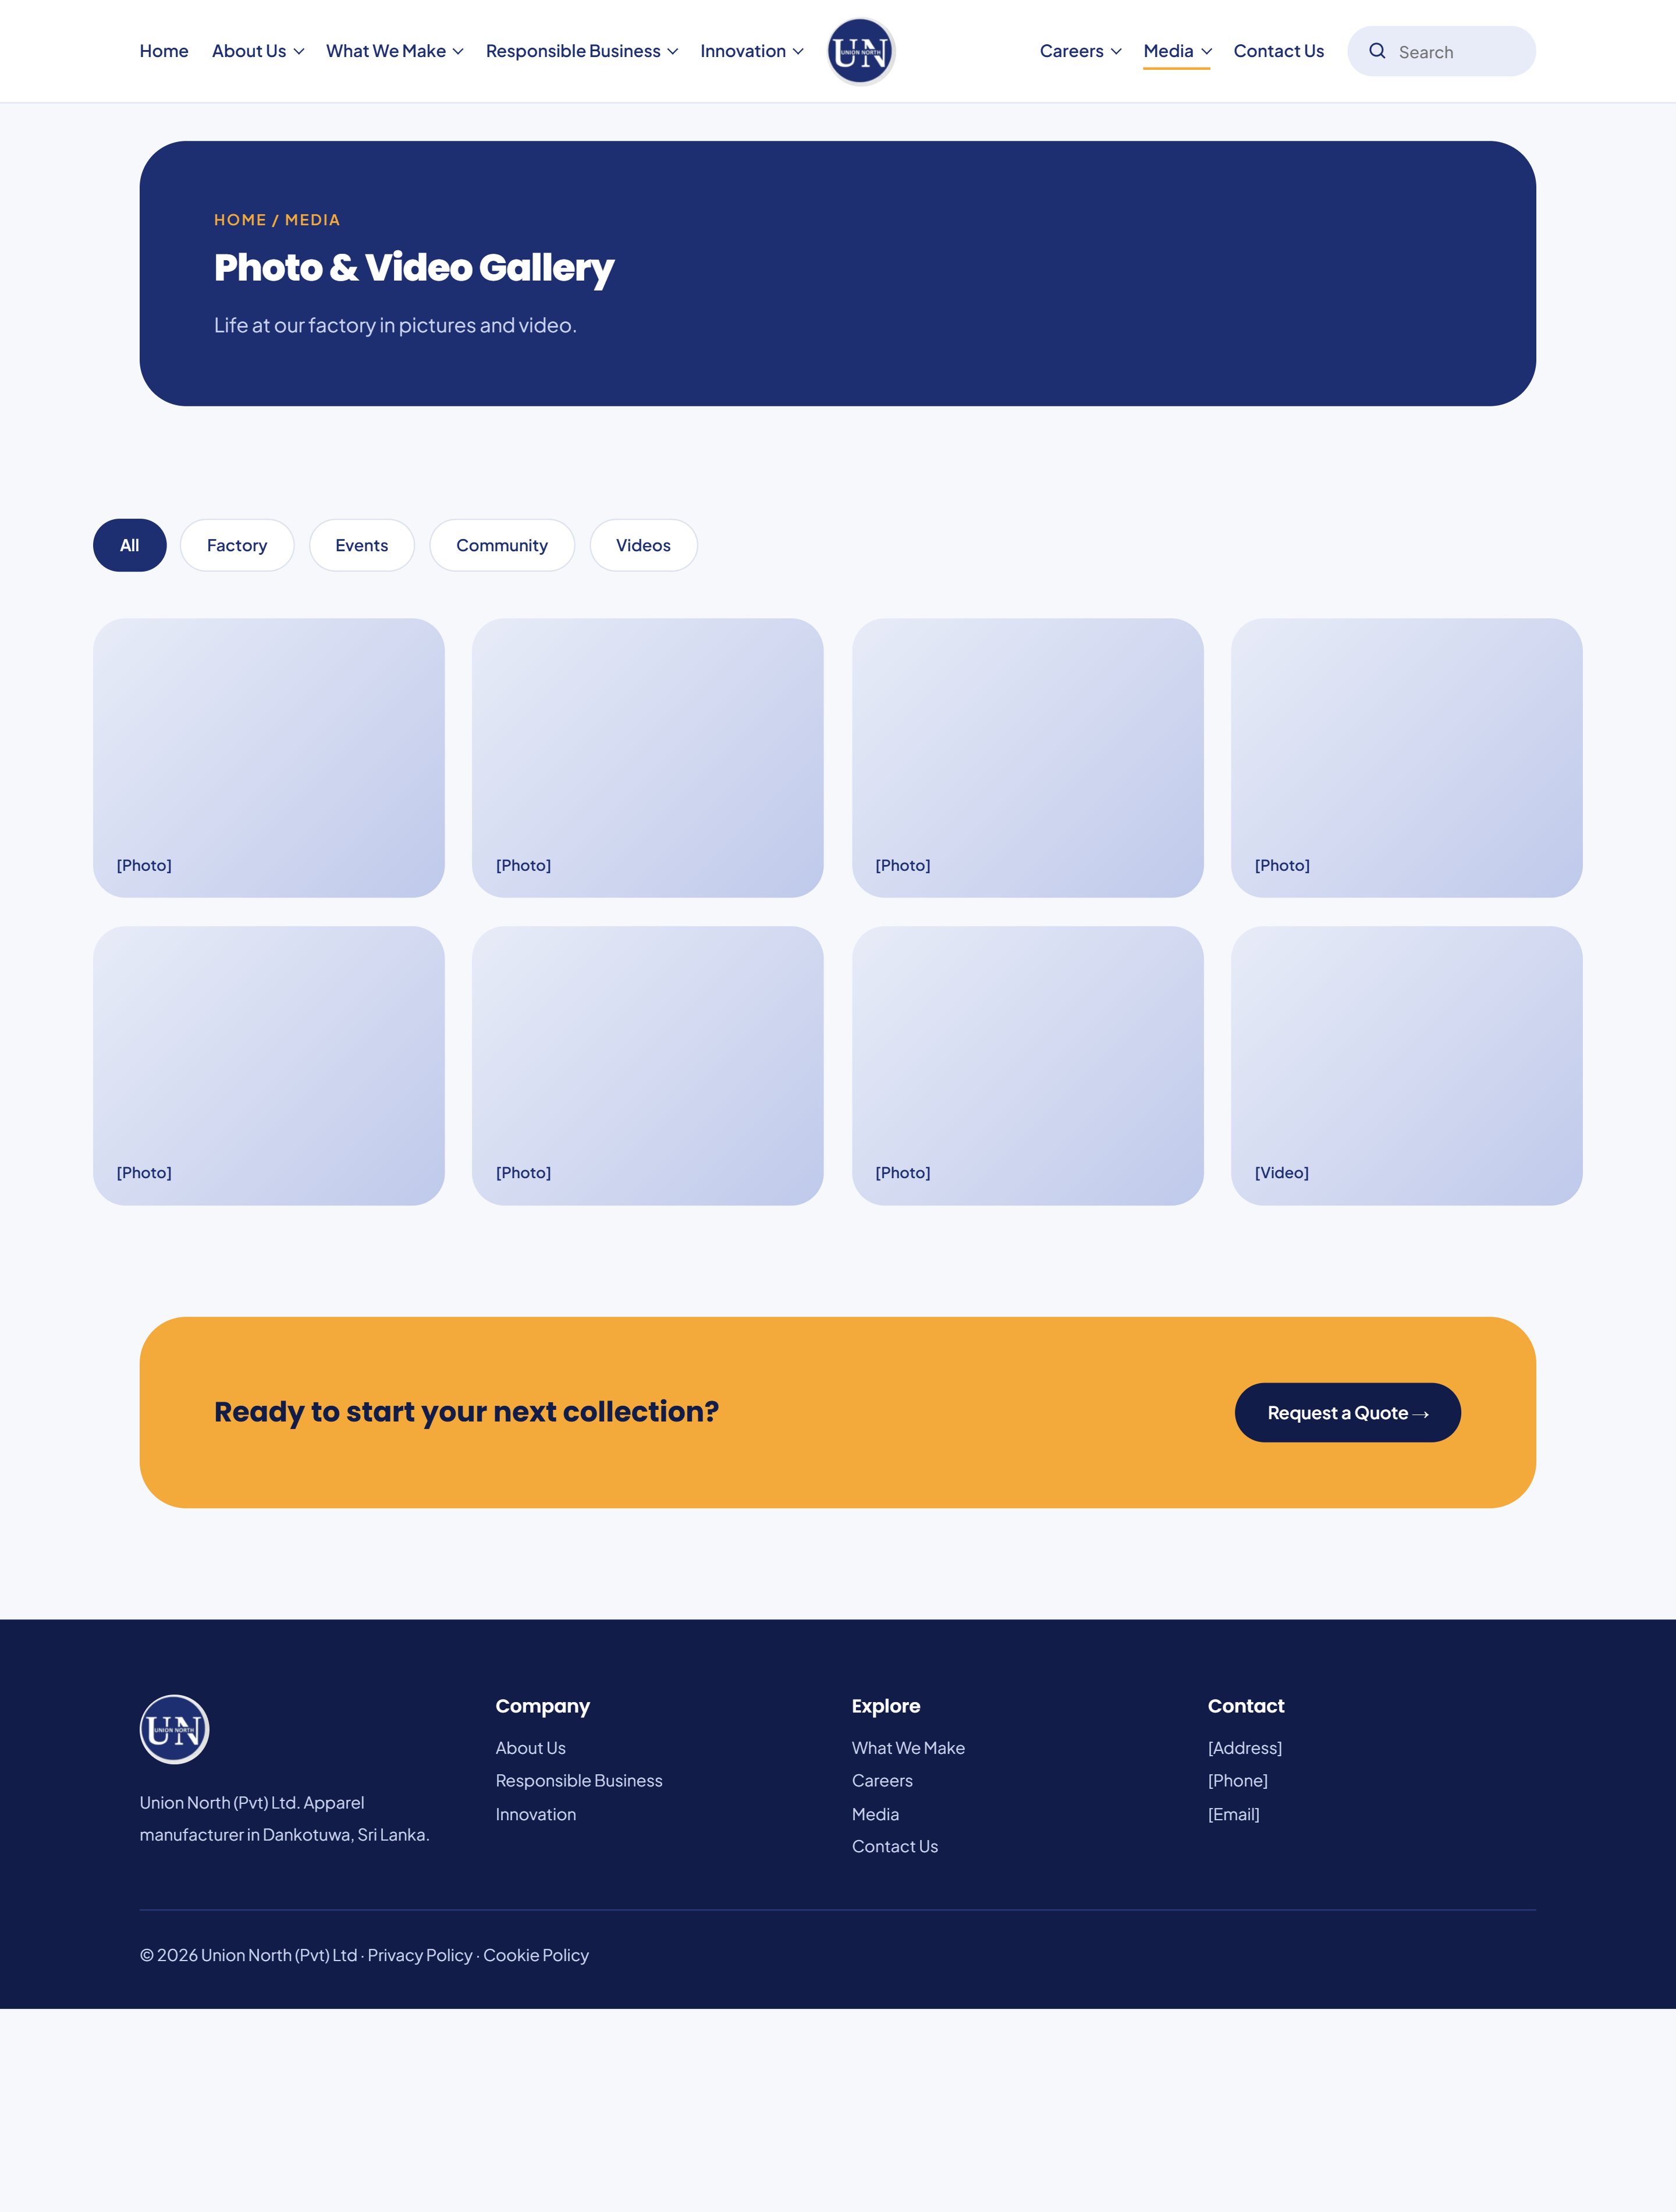 Home About Us What We Make Responsible Business Innovation UN UNION NORTH Careers Media Contact Us Search
HOME / MEDIA
Photo & Video Gallery
Life at our factory in pictures and video.
All Factory Events Community Videos
[Photo] [Photo] [Photo] [Photo]
[Photo] [Photo] [Photo] [Video]
Ready to start your next collection?
Request a Quote →
UN UNION NORTH
Union North (Pvt) Ltd. Apparel
manufacturer in Dankotuwa, Sri Lanka.
Company
About Us
Responsible Business
Innovation
Explore
What We Make
Careers
Media
Contact Us
Contact
[Address]
[Phone]
[Email]
© 2026 Union North (Pvt) Ltd · Privacy Policy · Cookie Policy